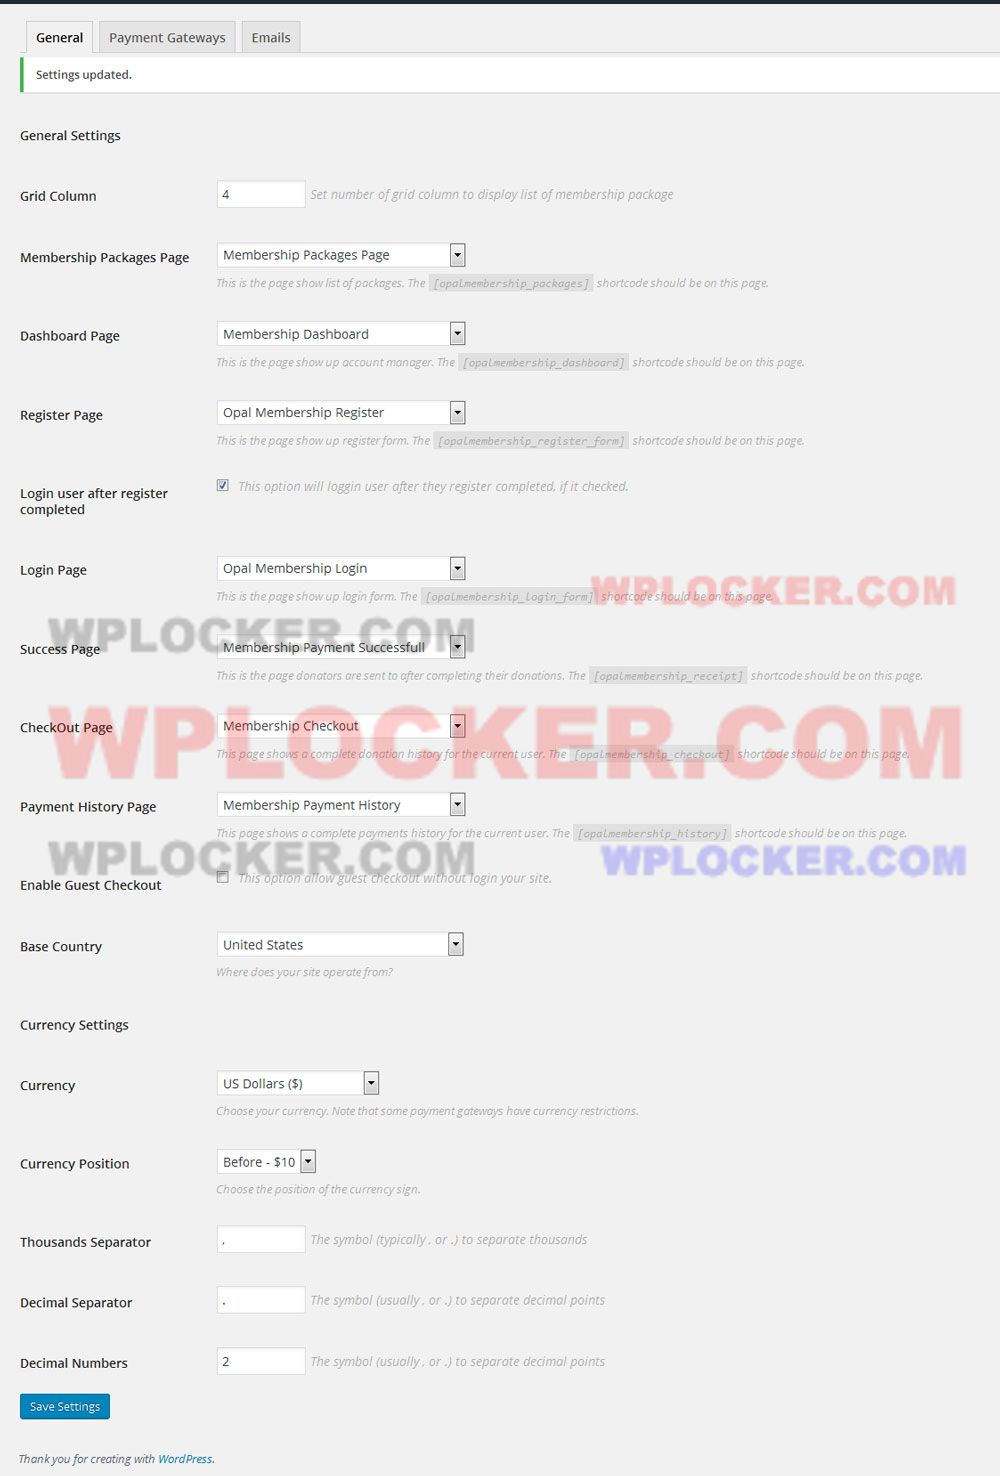 General Payment Gateways Emails
Settings updated.
General Settings
Grid Column 4 Set number of grid column to display list of membership package
Membership Packages Page Membership Packages Page
This is the page show list of packages. The [opalmembership_packages] shortcode should be on this page.
Dashboard Page Membership Dashboard
This is the page show up account manager. The [opalmembership_dashboard] shortcode should be on this page.
Register Page Opal Membership Register
This is the page show up register form. The [opalmembership_register_form] shortcode should be on this page.
Login user after register
completed
This option will loggin user after they register completed, if it checked.
Login Page Opal Membership Login
This is the page show up login form. The [opalmembership_login_form] shortcode should be on this page.
WPLOCKER.COM
WPLOCKER.COM
Success Page Membership Payment Successfull
This is the page donators are sent to after completing their donations. The [opalmembership_receipt] shortcode should be on this page.
CheckOut Page Membership Checkout
WPLOCKER.COM
This page shows a complete donation history for the current user. The [opalmembership_checkout] shortcode should be on this page.
Payment History Page Membership Payment History
This page shows a complete payments history for the current user. The [opalmembership_history] shortcode should be on this page.
WPLOCKER.COM WPLOCKER.COM
Enable Guest Checkout This option allow guest checkout without login your site.
Base Country United States
Where does your site operate from?
Currency Settings
Currency US Dollars ($)
Choose your currency. Note that some payment gateways have currency restrictions.
Currency Position Before - $10
Choose the position of the currency sign.
Thousands Separator , The symbol (typically , or .) to separate thousands
Decimal Separator . The symbol (usually , or .) to separate decimal points
Decimal Numbers 2 The symbol (usually , or .) to separate decimal points
Save Settings
Thank you for creating with WordPress.